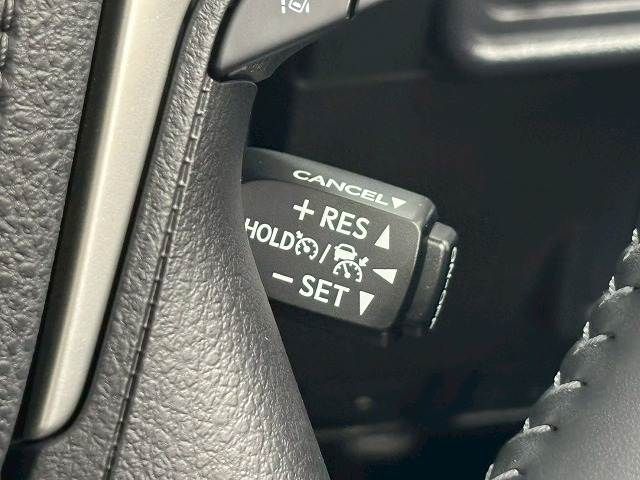 CANCEL▼
+ RES ▲
HOLD / ◀
− SET ▼